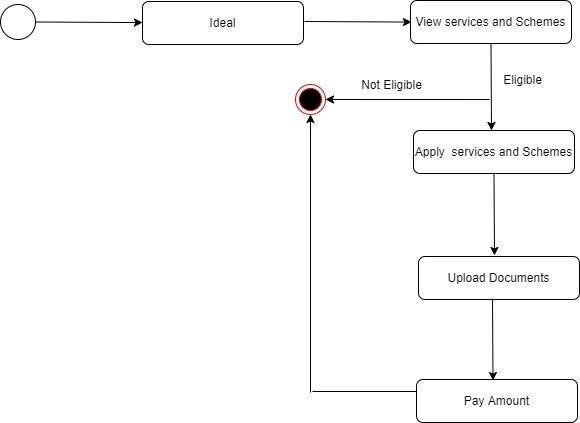 Ideal
View services and Schemes
Eligible
Not Eligible
Apply  services and Schemes
Upload Documents
Pay Amount